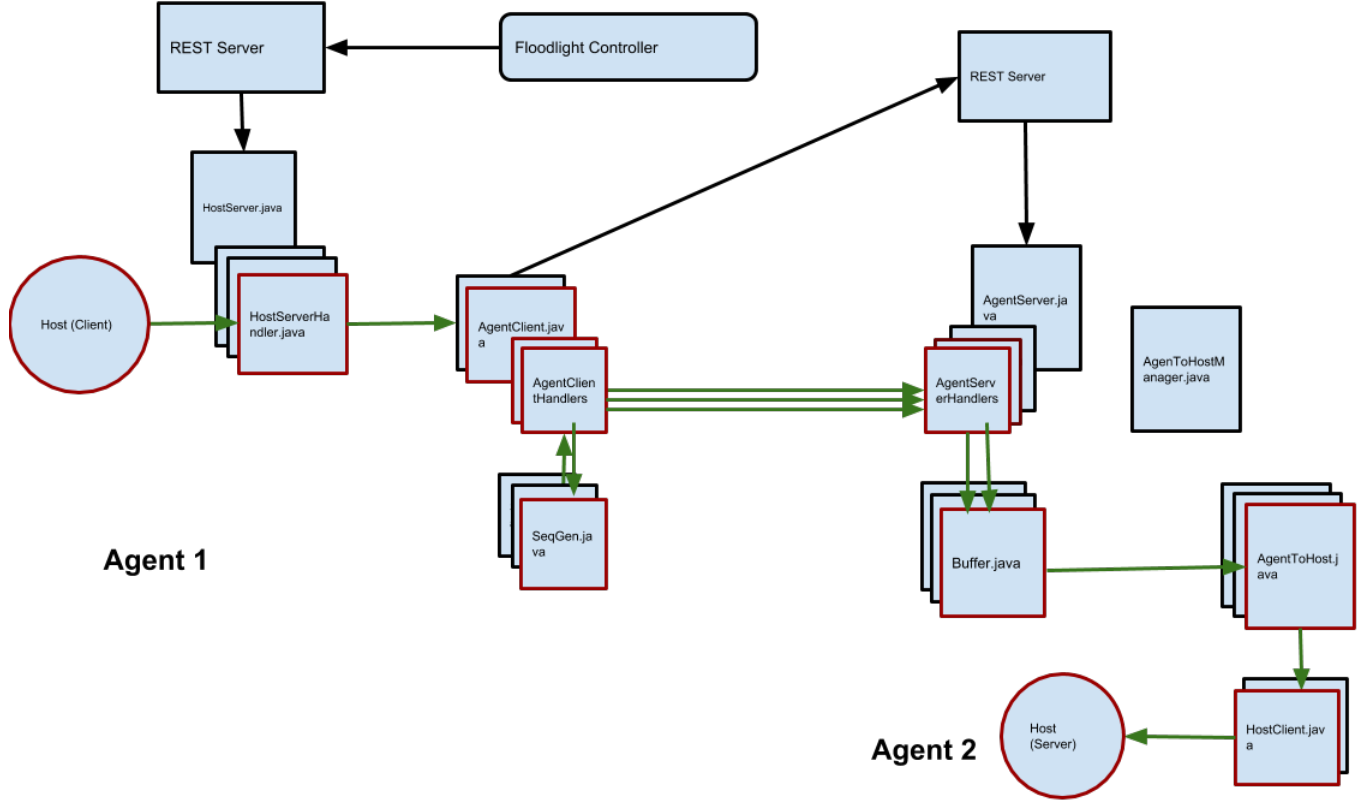 REST Server
Floodlight Controller
REST Server
HostServer.java
Host (Client)
HostServerHa
ndler.java
AgentClient.jav
a
AgentClien
tHandlers
SeqGen.ja
va
Agent 1
AgentServer.ja
va
AgentServ
erHandlers
AgenToHostM
anager.java
Buffer.java
AgentToHost.j
ava
Host
(Server)
HostClient.jav
a
Agent 2